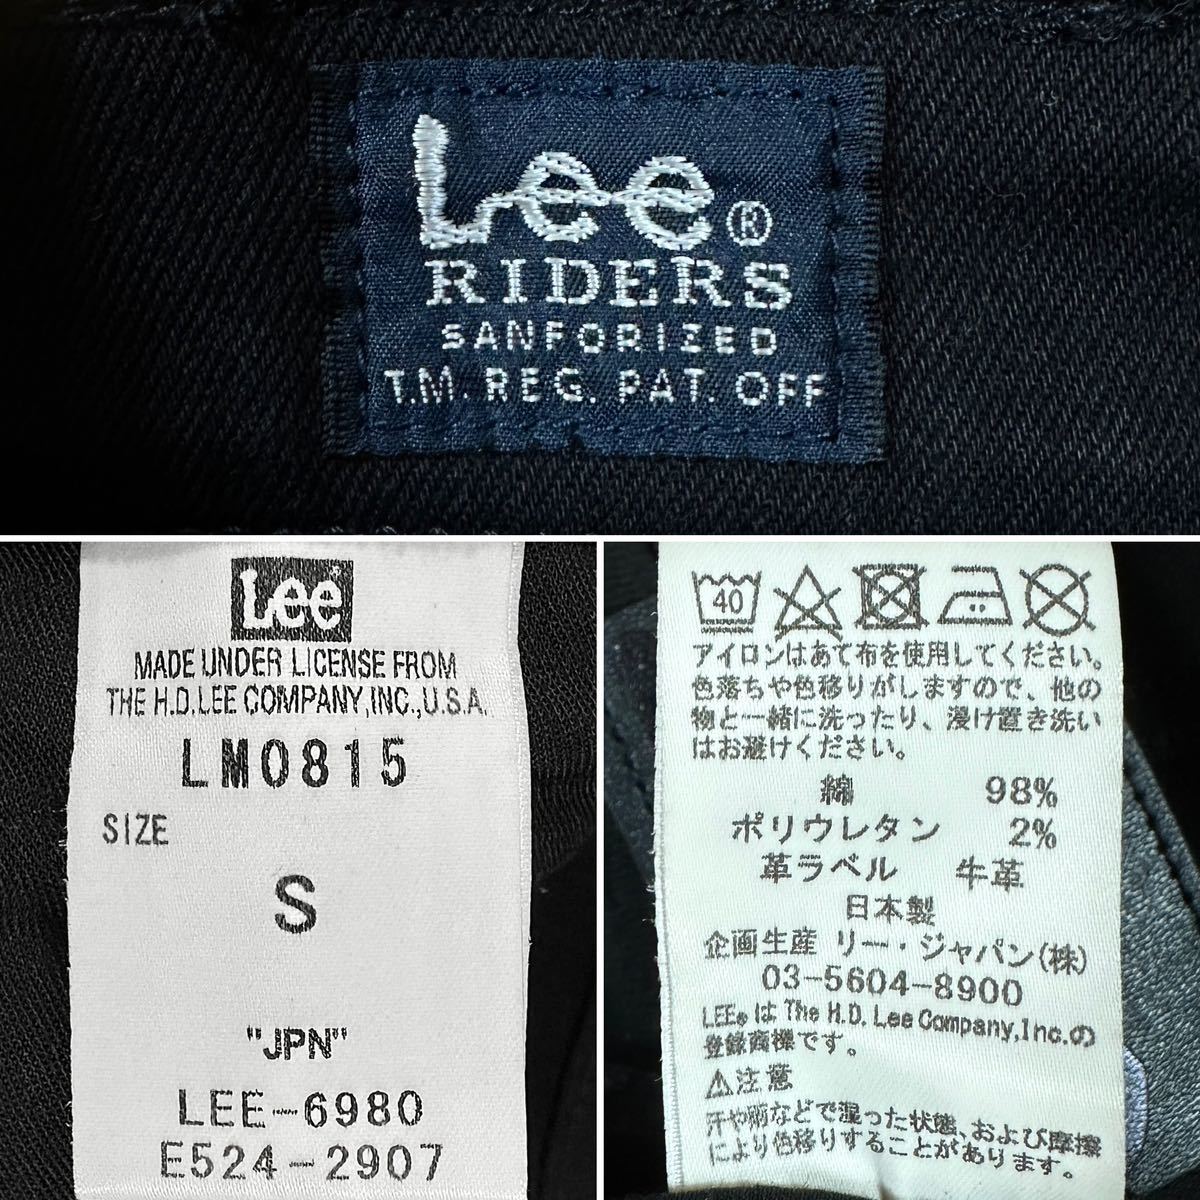 Lee®
RIDERS
SANFORIZED
T.M. REG. PAT. OFF
Lee
MADE UNDER LICENSE FROM
THE H.D.LEE COMPANY,INC.,U.S.A.
LM0815
SIZE
S
"JPN"
LEE-6980
E524-2907
40
アイロンはあて布を使用してください。
色落ちや色移りがしますので、他の
物と一緒に洗ったり、浸け置き洗い
はお避けください。
綿 98%
ポリウレタン 2%
革ラベル 牛革
日本製
企画生産 リー・ジャパン(株)
03-5604-8900
LEE®は The H.D. Lee Company,Inc.の
登録商標です。
⚠注意
汗や雨などで湿った状態、および摩擦
により色移りすることがあります。